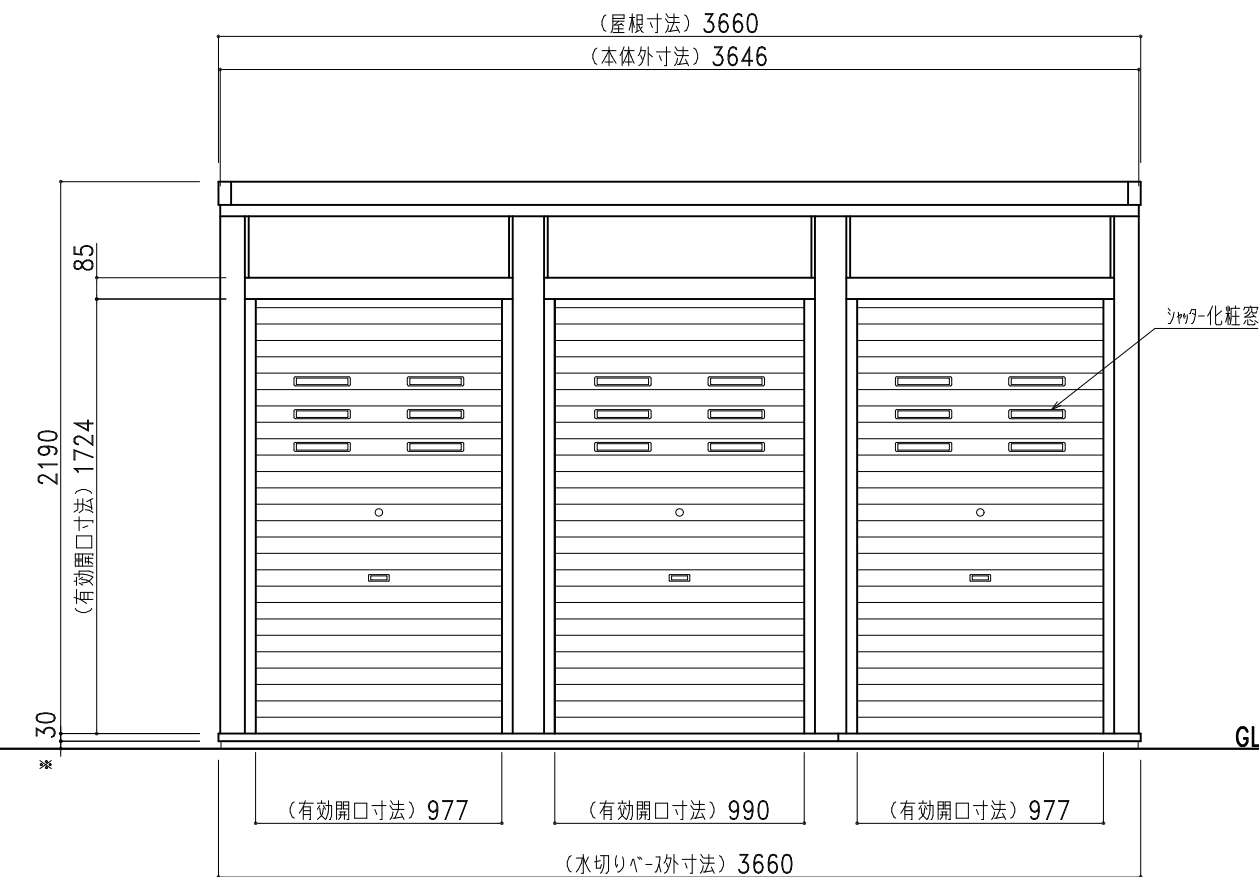 （屋根寸法）3660
（本体外寸法）3646
85
シャッター化粧窓
2190
（有効開口寸法）1724
30
※
GL
（有効開口寸法）977
（有効開口寸法）990
（有効開口寸法）977
（水切りベース外寸法）3660